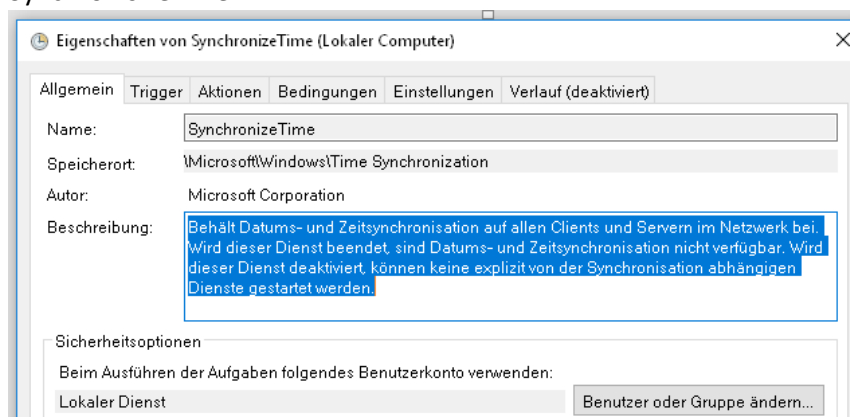 Eigenschaften von SynchronizeTime (Lokaler Computer)
Allgemein Trigger Aktionen Bedingungen Einstellungen Verlauf (deaktiviert)
Name: SynchronizeTime
Speicherort: \Microsoft\Windows\Time Synchronization
Autor: Microsoft Corporation
Beschreibung: Behält Datums- und Zeitsynchronisation auf allen Clients und Servern im Netzwerk bei.
Wird dieser Dienst beendet, sind Datums- und Zeitsynchronisation nicht verfügbar. Wird
dieser Dienst deaktiviert, können keine explizit von der Synchronisation abhängigen
Dienste gestartet werden.
Sicherheitsoptionen
Beim Ausführen der Aufgaben folgendes Benutzerkonto verwenden:
Lokaler Dienst Benutzer oder Gruppe ändern...